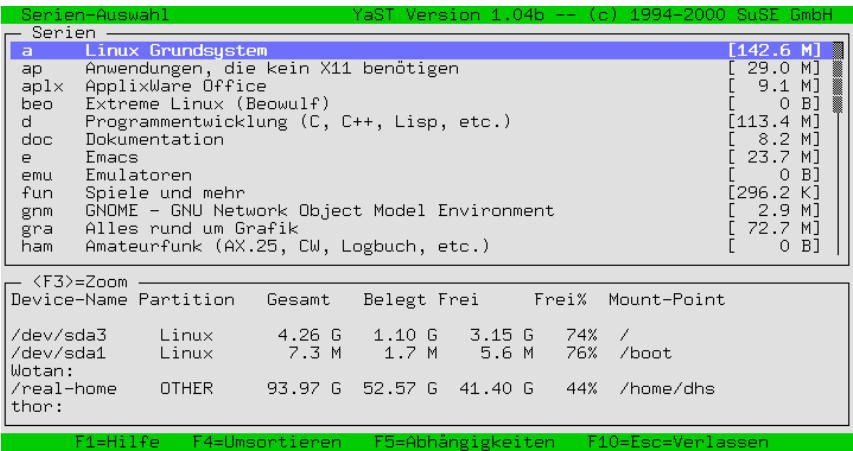 Serien-Auswahl YaST Version 1.04b -- (c) 1994-2000 SuSE GmbH
Serien
a Linux Grundsystem [142.6 M]
ap Anwendungen, die kein X11 benötigen [ 29.0 M]
aplx ApplixWare Office [ 9.1 M]
beo Extreme Linux (Beowulf) [ 0 B]
d Programmentwicklung (C, C++, Lisp, etc.) [113.4 M]
doc Dokumentation [ 8.2 M]
e Emacs [ 23.7 M]
emu Emulatoren [ 0 B]
fun Spiele und mehr [296.2 K]
gnm GNOME - GNU Network Object Model Environment [ 2.9 M]
gra Alles rund um Grafik [ 72.7 M]
ham Amateurfunk (AX.25, CW, Logbuch, etc.) [ 0 B]
<F3>=Zoom
Device-Name Partition Gesamt Belegt Frei Frei% Mount-Point
/dev/sda3 Linux 4.26 G 1.10 G 3.15 G 74% /
/dev/sda1 Linux 7.3 M 1.7 M 5.6 M 76% /boot
Wotan:
/real-home OTHER 93.97 G 52.57 G 41.40 G 44% /home/dhs
thor:
F1=Hilfe F4=Umsortieren F5=Abhängigkeiten F10=Esc=Verlassen